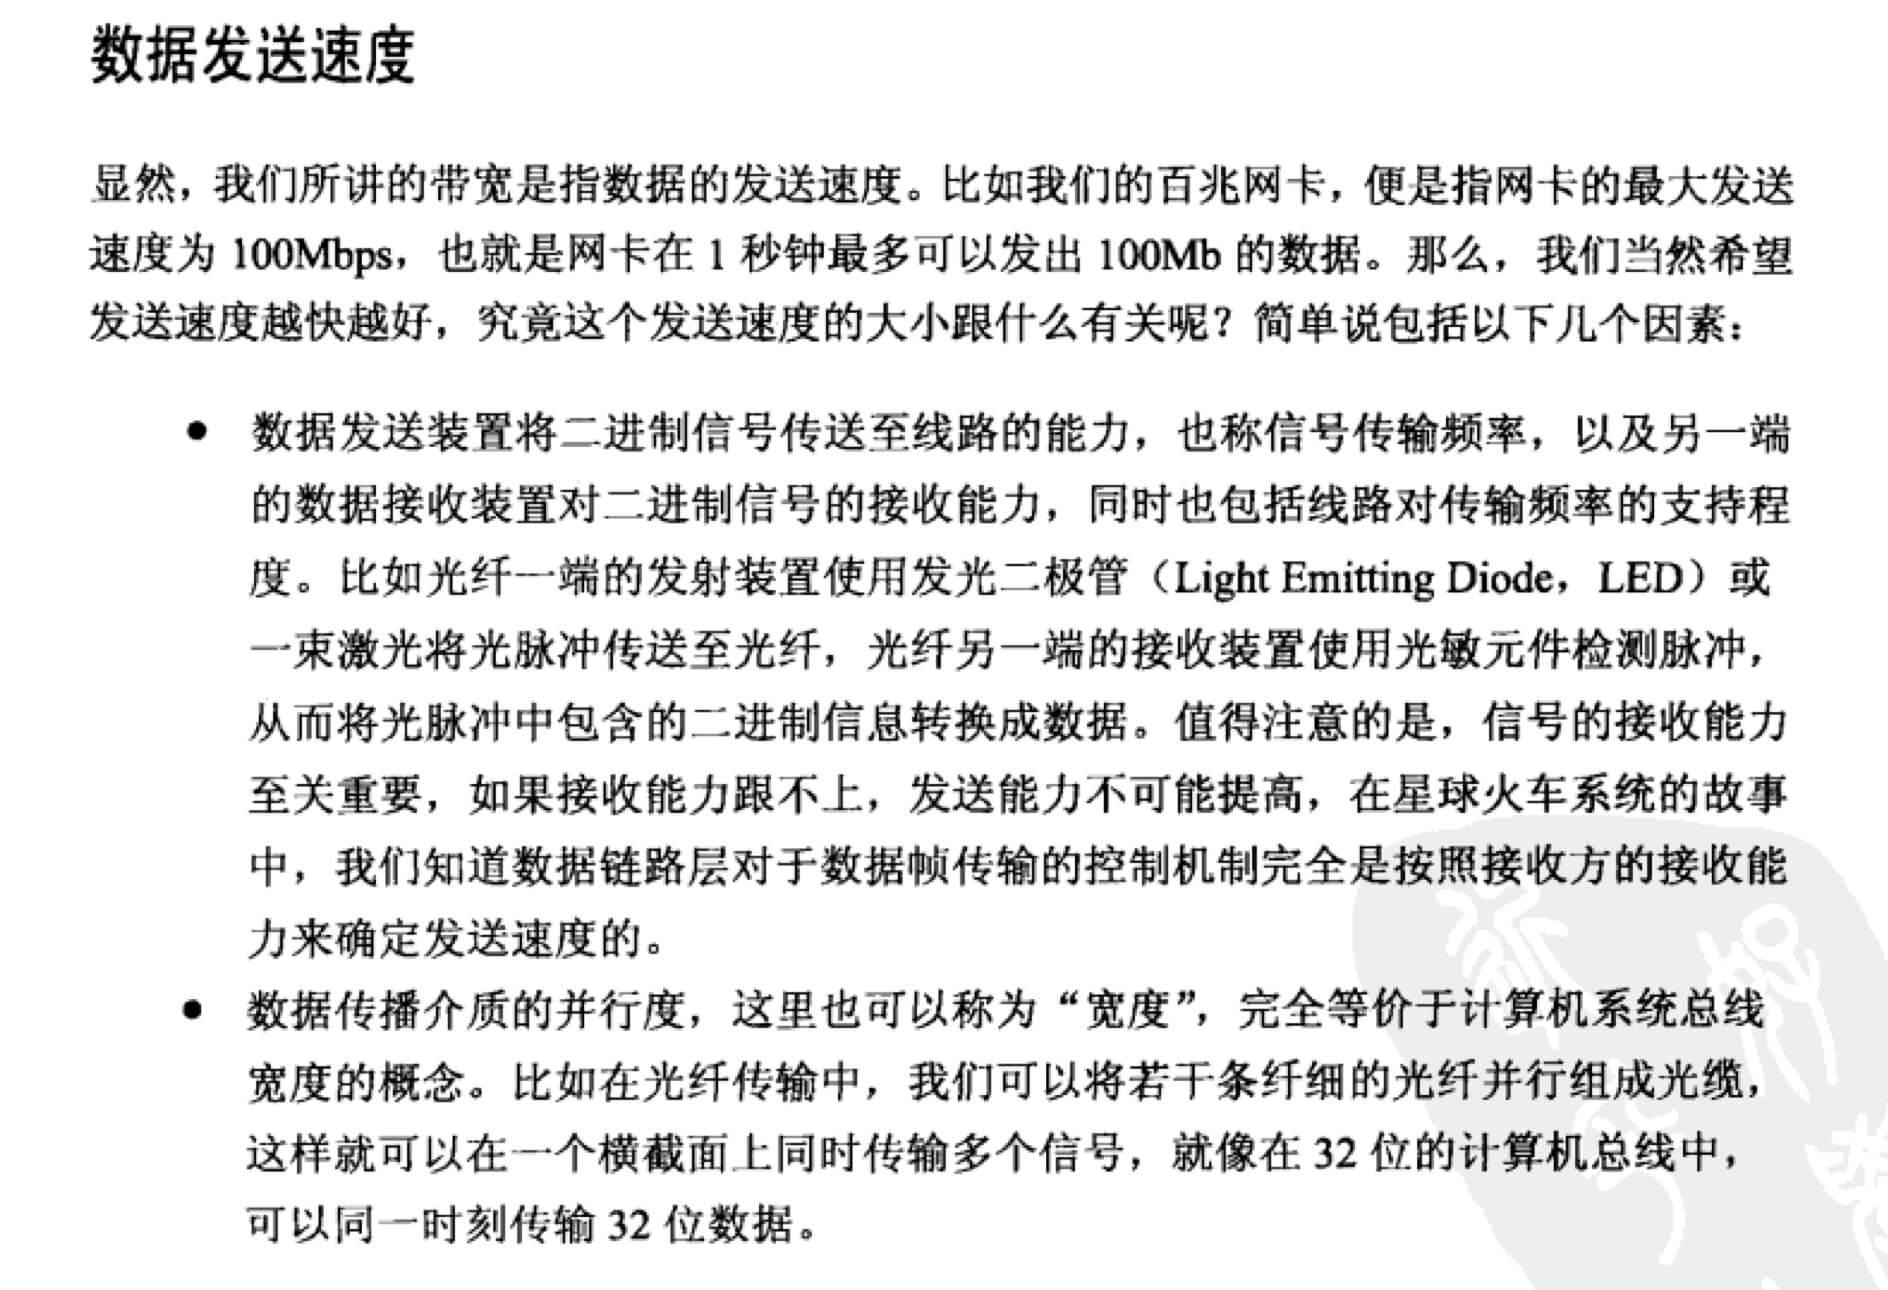 数据发送速度
显然，我们所讲的带宽是指数据的发送速度。比如我们的百兆网卡，便是指网卡的最大发送
速度为 100Mbps，也就是网卡在 1 秒钟最多可以发出 100Mb 的数据。那么，我们当然希望
发送速度越快越好，究竟这个发送速度的大小跟什么有关呢？简单说包括以下几个因素：
● 数据发送装置将二进制信号传送至线路的能力，也称信号传输频率，以及另一端
的数据接收装置对二进制信号的接收能力，同时也包括线路对传输频率的支持程
度。比如光纤一端的发射装置使用发光二极管（Light Emitting Diode，LED）或
一束激光将光脉冲传送至光纤，光纤另一端的接收装置使用光敏元件检测脉冲，
从而将光脉冲中包含的二进制信息转换成数据。值得注意的是，信号的接收能力
至关重要，如果接收能力跟不上，发送能力不可能提高，在星球火车系统的故事
中，我们知道数据链路层对于数据帧传输的控制机制完全是按照接收方的接收能
力来确定发送速度的。
● 数据传播介质的并行度，这里也可以称为“宽度”，完全等价于计算机系统总线
宽度的概念。比如在光纤传输中，我们可以将若干条纤细的光纤并行组成光缆，
这样就可以在一个横截面上同时传输多个信号，就像在 32 位的计算机总线中，
可以同一时刻传输 32 位数据。